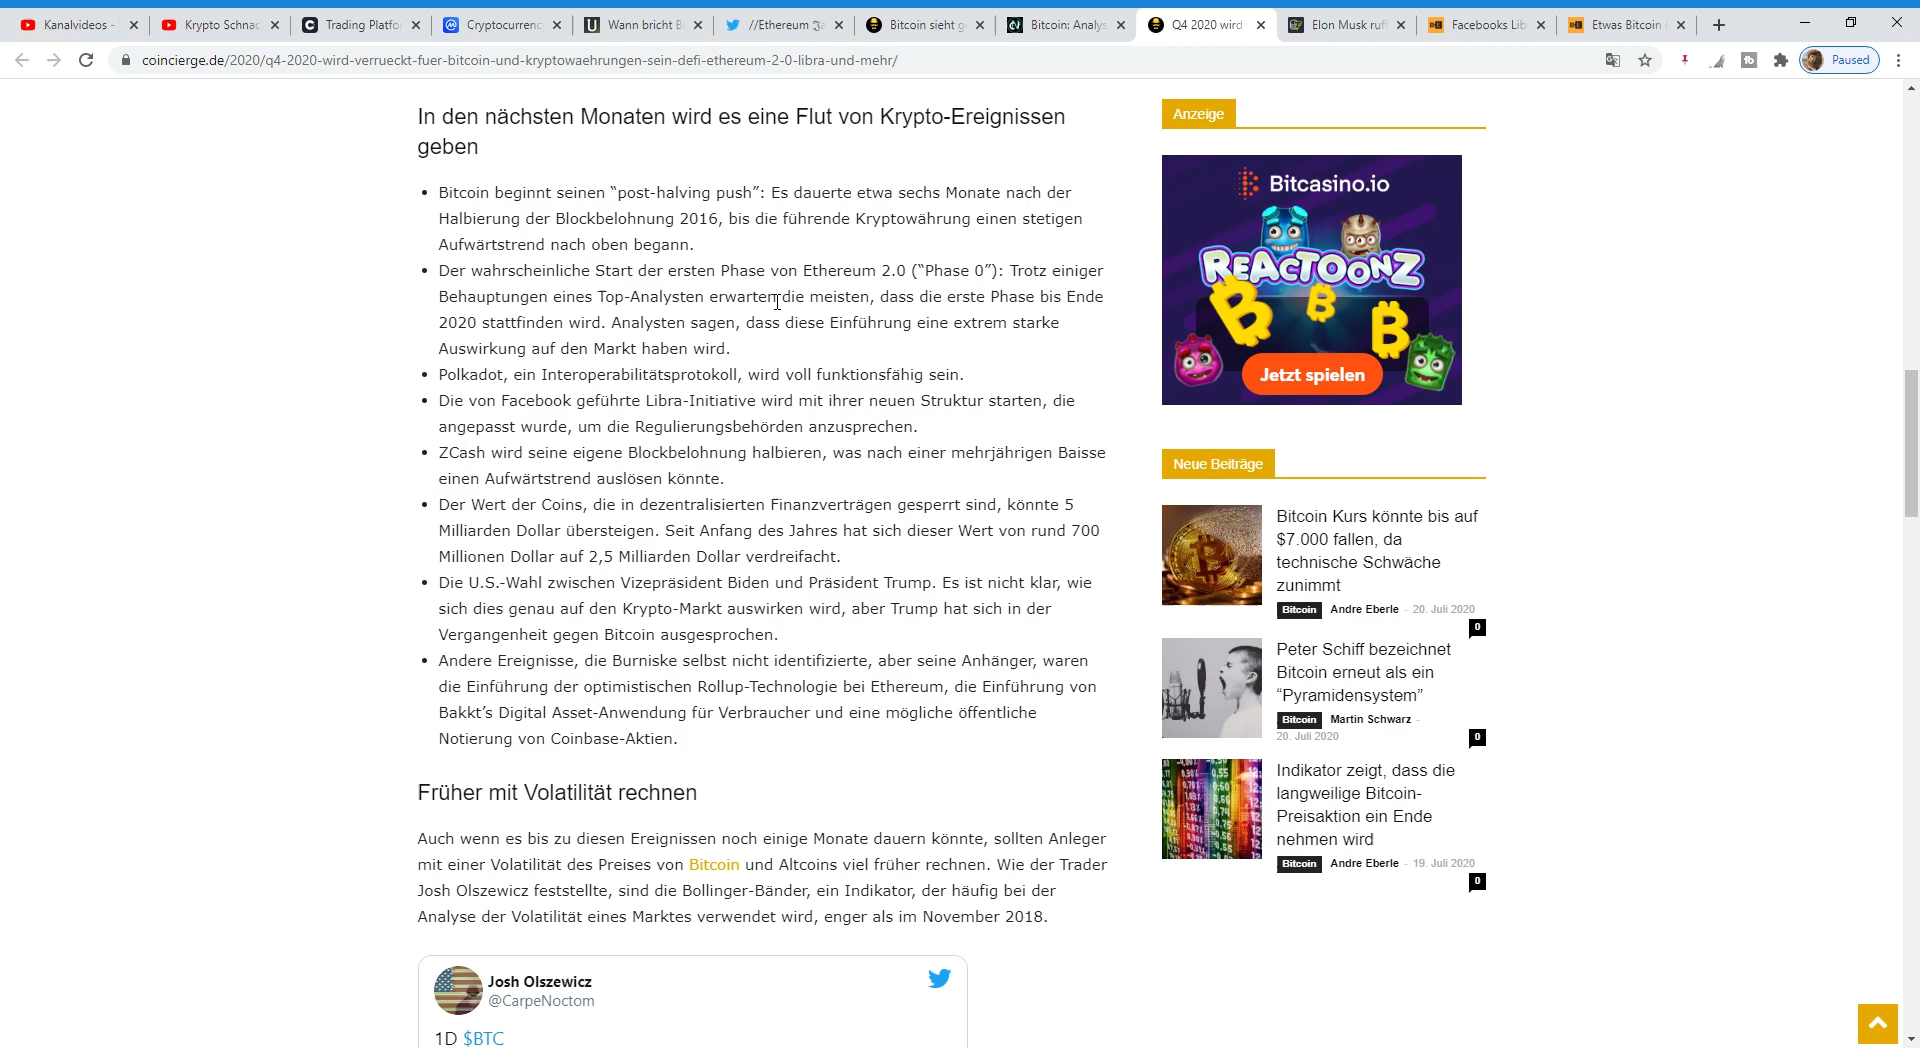 Kanalvideos -
Krypto Schnac
Trading Platfor
Cryptocurrenc
Wann bricht B
//Ethereum
Bitcoin sieht g
Bitcoin: Analys
Q4 2020 wird
Elon Musk ruft
Facebooks Lib
Etwas Bitcoin
coincierge.de/2020/q4-2020-wird-verrueckt-fuer-bitcoin-und-kryptowaehrungen-sein-defi-ethereum-2-0-libra-und-mehr/
Paused
In den nächsten Monaten wird es eine Flut von Krypto-Ereignissen
geben
• Bitcoin beginnt seinen “post-halving push”: Es dauerte etwa sechs Monate nach der
Halbierung der Blockbelohnung 2016, bis die führende Kryptowährung einen stetigen
Aufwärtstrend nach oben begann.
• Der wahrscheinliche Start der ersten Phase von Ethereum 2.0 (“Phase 0”): Trotz einiger
Behauptungen eines Top-Analysten erwarten die meisten, dass die erste Phase bis Ende
2020 stattfinden wird. Analysten sagen, dass diese Einführung eine extrem starke
Auswirkung auf den Markt haben wird.
• Polkadot, ein Interoperabilitätsprotokoll, wird voll funktionsfähig sein.
• Die von Facebook geführte Libra-Initiative wird mit ihrer neuen Struktur starten, die
angepasst wurde, um die Regulierungsbehörden anzusprechen.
• ZCash wird seine eigene Blockbelohnung halbieren, was nach einer mehrjährigen Baisse
einen Aufwärtstrend auslösen könnte.
• Der Wert der Coins, die in dezentralisierten Finanzverträgen gesperrt sind, könnte 5
Milliarden Dollar übersteigen. Seit Anfang des Jahres hat sich dieser Wert von rund 700
Millionen Dollar auf 2,5 Milliarden Dollar verdreifacht.
• Die U.S.-Wahl zwischen Vizepräsident Biden und Präsident Trump. Es ist nicht klar, wie
sich dies genau auf den Krypto-Markt auswirken wird, aber Trump hat sich in der
Vergangenheit gegen Bitcoin ausgesprochen.
• Andere Ereignisse, die Burniske selbst nicht identifizierte, aber seine Anhänger, waren
die Einführung der optimistischen Rollup-Technologie bei Ethereum, die Einführung von
Bakkt’s Digital Asset-Anwendung für Verbraucher und eine mögliche öffentliche
Notierung von Coinbase-Aktien.
Früher mit Volatilität rechnen
Auch wenn es bis zu diesen Ereignissen noch einige Monate dauern könnte, sollten Anleger
mit einer Volatilität des Preises von Bitcoin und Altcoins viel früher rechnen. Wie der Trader
Josh Olszewicz feststellte, sind die Bollinger-Bänder, ein Indikator, der häufig bei der
Analyse der Volatilität eines Marktes verwendet wird, enger als im November 2018.
Josh Olszewicz
@CarpeNoctom
1D $BTC
Anzeige
Bitcasino.io
REACTOONZ
Jetzt spielen
Neue Beiträge
Bitcoin Kurs könnte bis auf
$7.000 fallen, da
technische Schwäche
zunimmt
Bitcoin Andre Eberle - 20. Juli 2020
0
Peter Schiff bezeichnet
Bitcoin erneut als ein
“Pyramidensystem”
Bitcoin Martin Schwarz -
20. Juli 2020
0
Indikator zeigt, dass die
langweilige Bitcoin-
Preisaktion ein Ende
nehmen wird
Bitcoin Andre Eberle - 19. Juli 2020
0